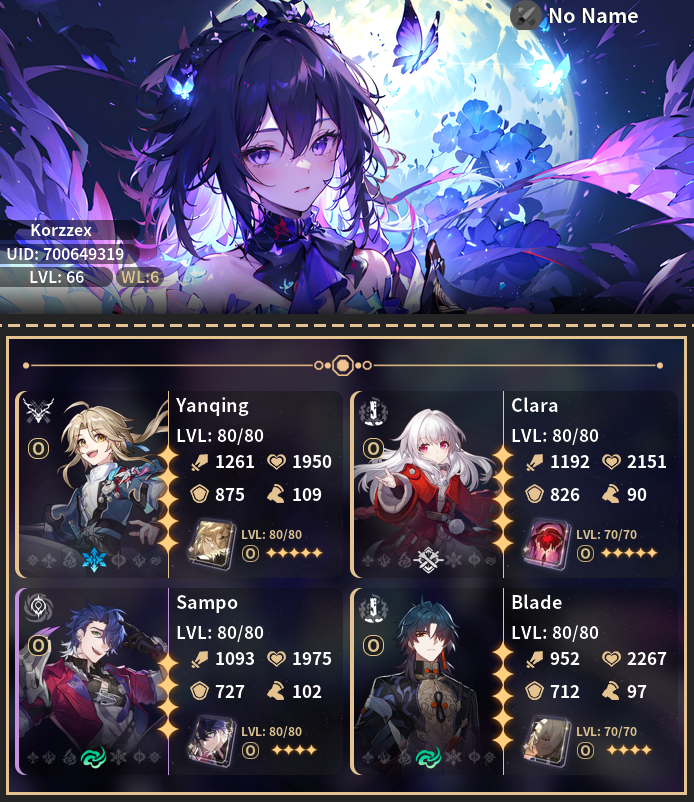 No Name
Korzzex
UID: 700649319
LVL: 66 WL:6
Yanqing
LVL: 80/80
1261 1950
875 109
LVL: 80/80
O
O
Clara
LVL: 80/80
1192 2151
826 90
LVL: 70/70
O
O
Sampo
LVL: 80/80
1093 1975
727 102
LVL: 80/80
O
O
Blade
LVL: 80/80
952 2267
712 97
LVL: 70/70
O
O